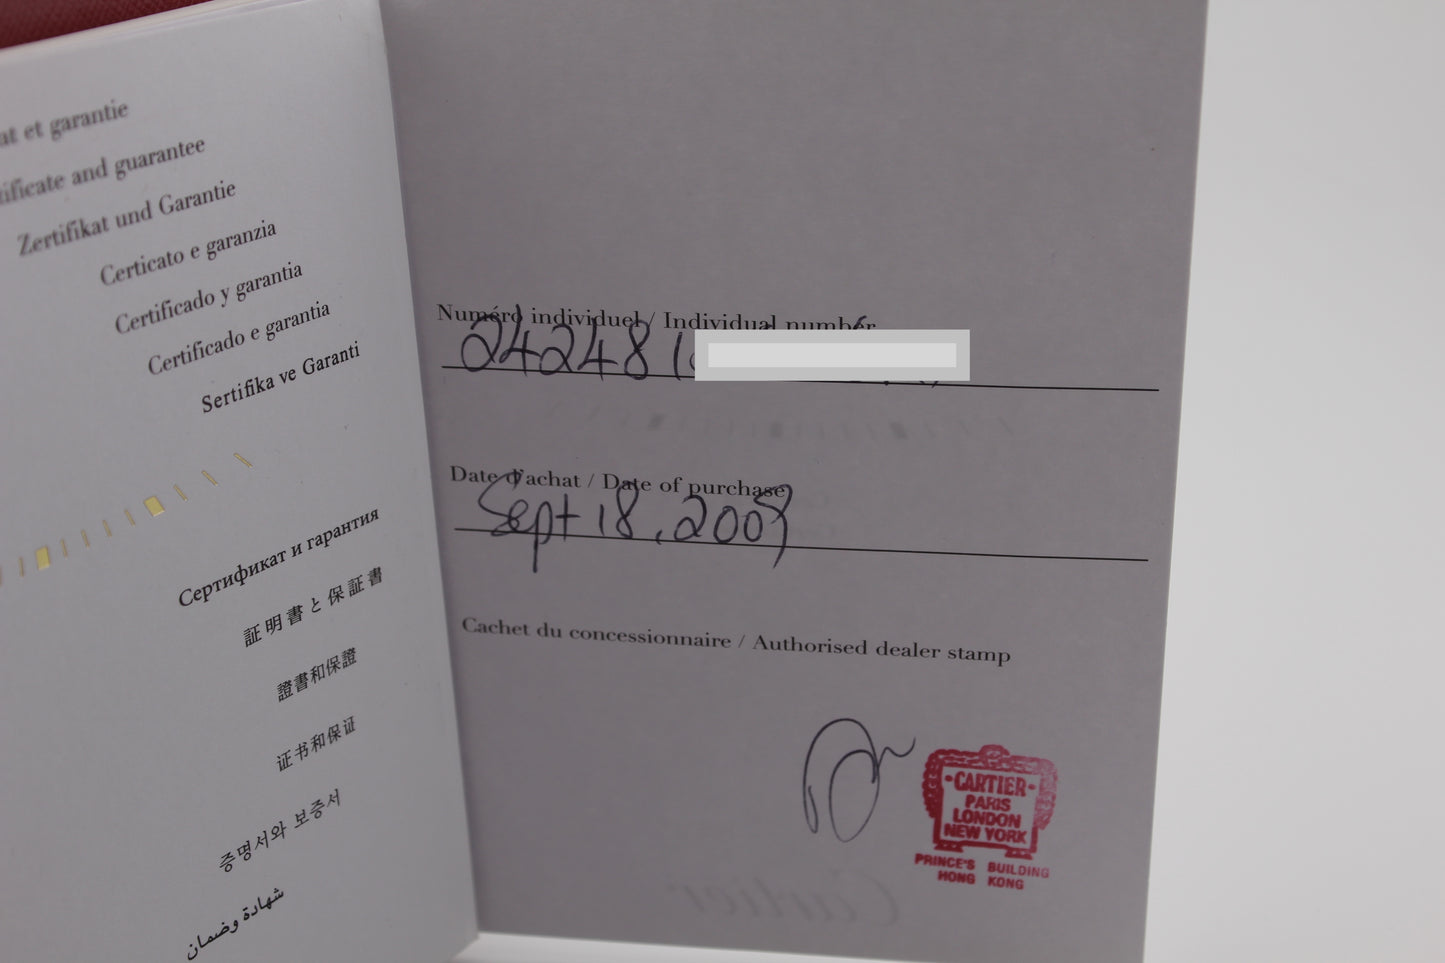 et garantie
and guarantee
Zertifikat und Garantie
Certicato e garanzia
Certificado y garantia
Certificado e garantia
Sertifika ve Garanti
Сертификат и гарантия
証明書と保証書
證書和保證
证书和保证
증명서와 보증서
شهادة وضمان
Numéro individuel / Individual number
242481
Date d'achat / Date of purchase
Sept 18, 2009
Cachet du concessionnaire / Authorised dealer stamp
CARTIER
PARIS
LONDON
NEW YORK
PRINCE'S BUILDING
HONG KONG
Cartier